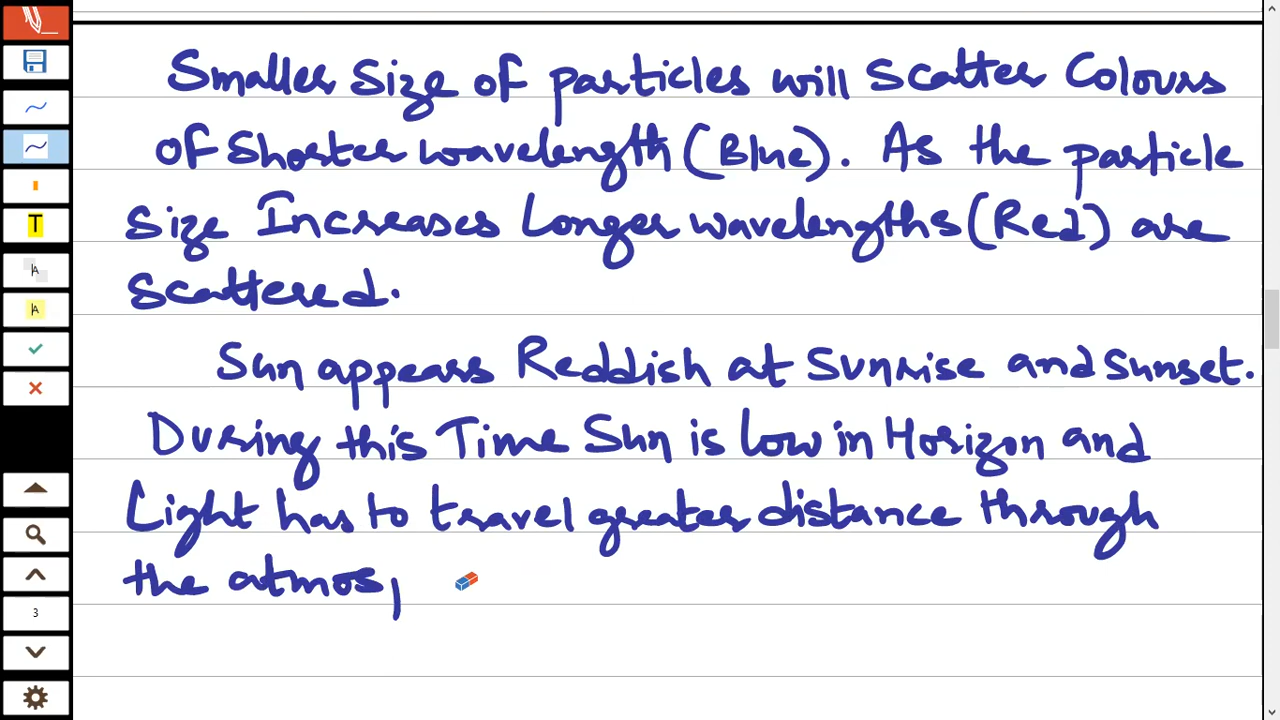 Smaller Size of particles will Scatter Colours
of Shorter wavelength (Blue). As the particle
Size Increases Longer wavelengths (Red) are
Scattered.
Sun appears Reddish at Sunrise and Sunset.
During this Time Sun is low in Horizon and
Light has to travel greater distance through
the atmos
T
A
A
3